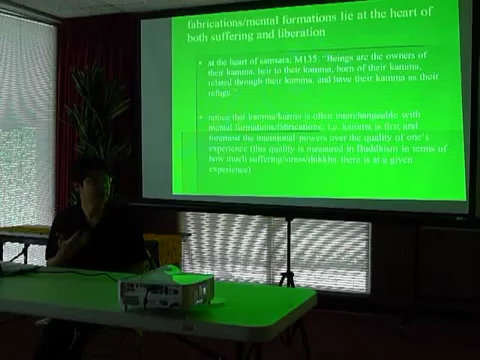 fabrications/mental formations lie at the heart of
both suffering and liberation
• at the heart of samsara: M135: "Beings are the owners of
their kamma, heir to their kamma, born of their kamma,
related through their kamma, and have their kamma as their
refuge."
• notice that kamma/karma is often interchangeable with
mental formation/fabrications, i.e. kamma is first and
foremost the intentional powers over the quality of one's
experience (this quality is measured in Buddhism in terms of
how much suffering/stress/dukkha there is at a given
experience)